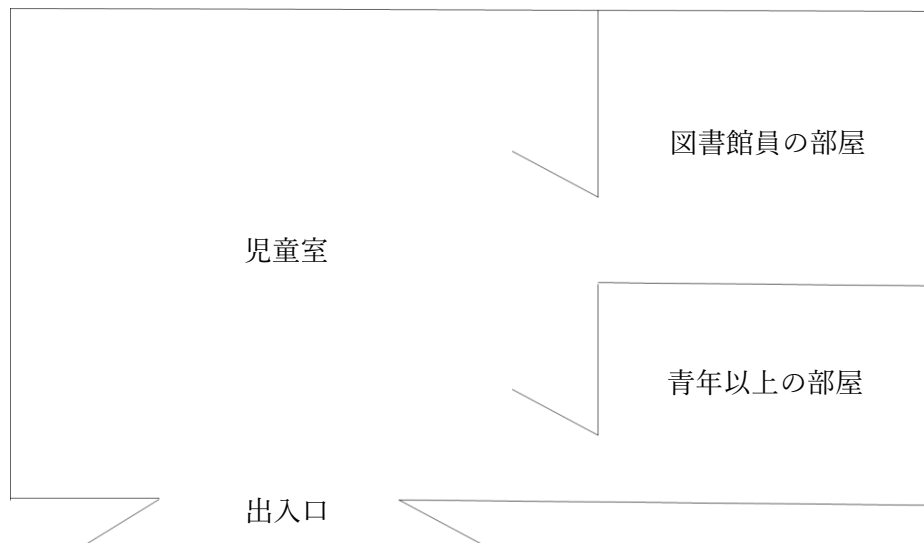 図書館員の部屋
児童室
青年以上の部屋
出入口